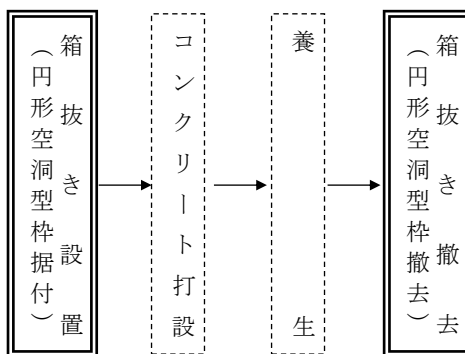 箱抜き設置
（円形空洞型枠据付）
コンクリート打設
養生
箱抜き撤去
（円形空洞型枠撤去）